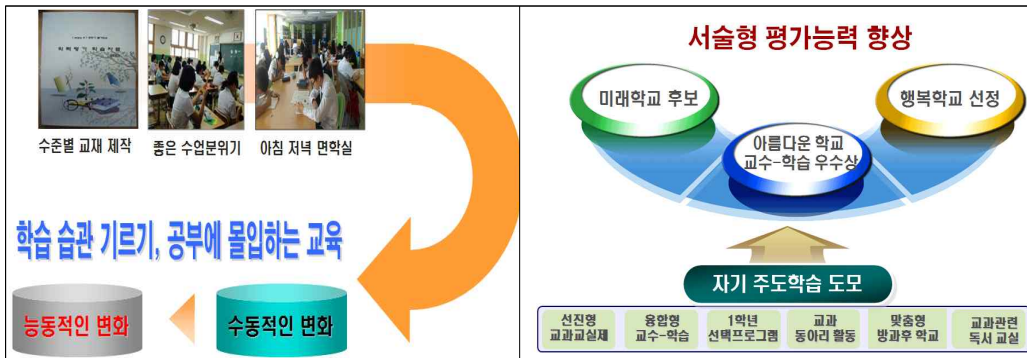 수준별 교재 제작
좋은 수업분위기
아침 저녁 면학실
학습 습관 기르기, 공부에 몰입하는 교육
능동적인 변화
수동적인 변화
서술형 평가능력 향상
미래학교 후보
행복학교 선정
아름다운 학교
교수-학습 우수상
자기 주도학습 도모
선진형
교과교실제
융합형
교수-학습
1학년
선택프로그램
교과
동아리 활동
맞춤형
방과후 학교
교과관련
독서 교실